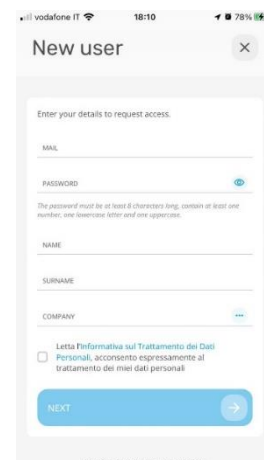 vodafone IT 18:10 78%
New user
Enter your details to request access.
MAIL
PASSWORD
The password must be at least 8 characters long, contain at least one
number, one lowercase letter and one uppercase.
NAME
SURNAME
COMPANY
Letta l'Informativa sul Trattamento dei Dati
Personali, acconsento espressamente al
trattamento dei miei dati personali
NEXT